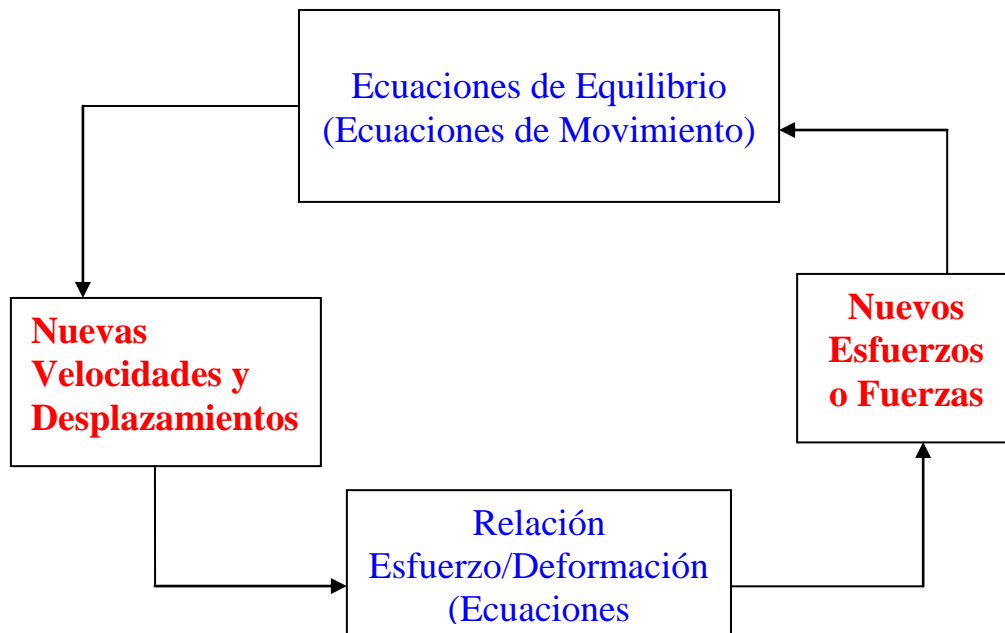 Ecuaciones de Equilibrio
(Ecuaciones de Movimiento)
Nuevas
Velocidades y
Desplazamientos
Nuevos
Esfuerzos
o Fuerzas
Relación
Esfuerzo/Deformación
(Ecuaciones